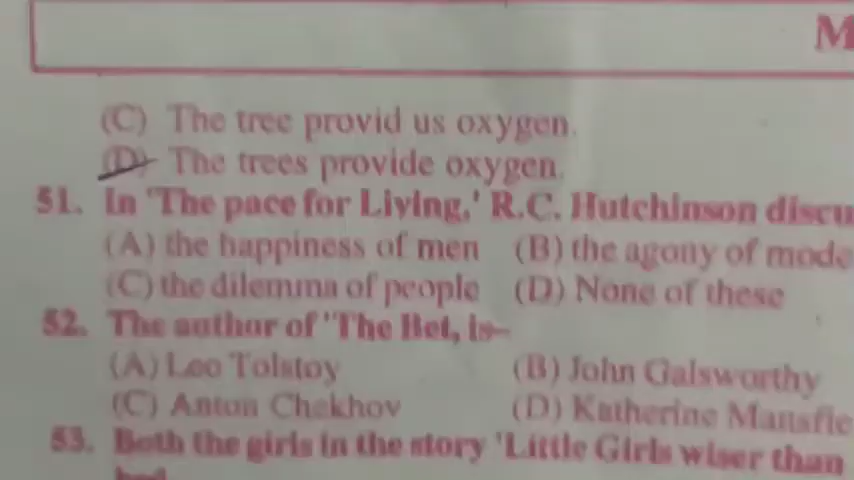 M
(C) The tree provid us oxygen.
(D) The trees provide oxygen.
51. In 'The pace for Living,' R.C. Hutchinson discu
(A) the happiness of men (B) the agony of mode
(C) the dilemma of people (D) None of these
52. The author of 'The Bet, is–
(A) Leo Tolstoy (B) John Galsworthy
(C) Anton Chekhov (D) Katherine Mansfie
53. Both the girls in the story 'Little Girls wiser than
had